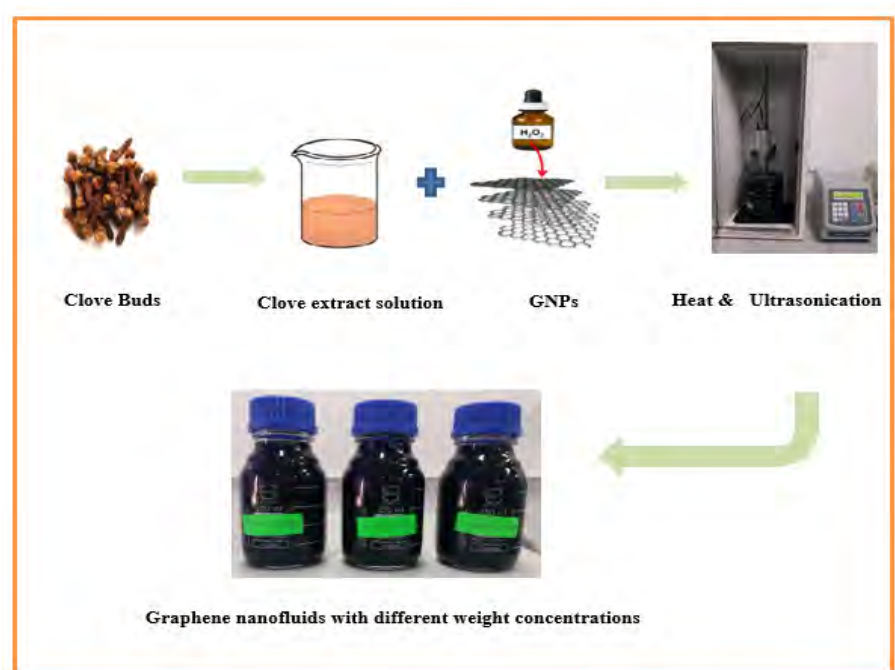 H₂O₂
Clove Buds
Clove extract solution
GNPs
Heat & Ultrasonication
Graphene nanofluids with different weight concentrations